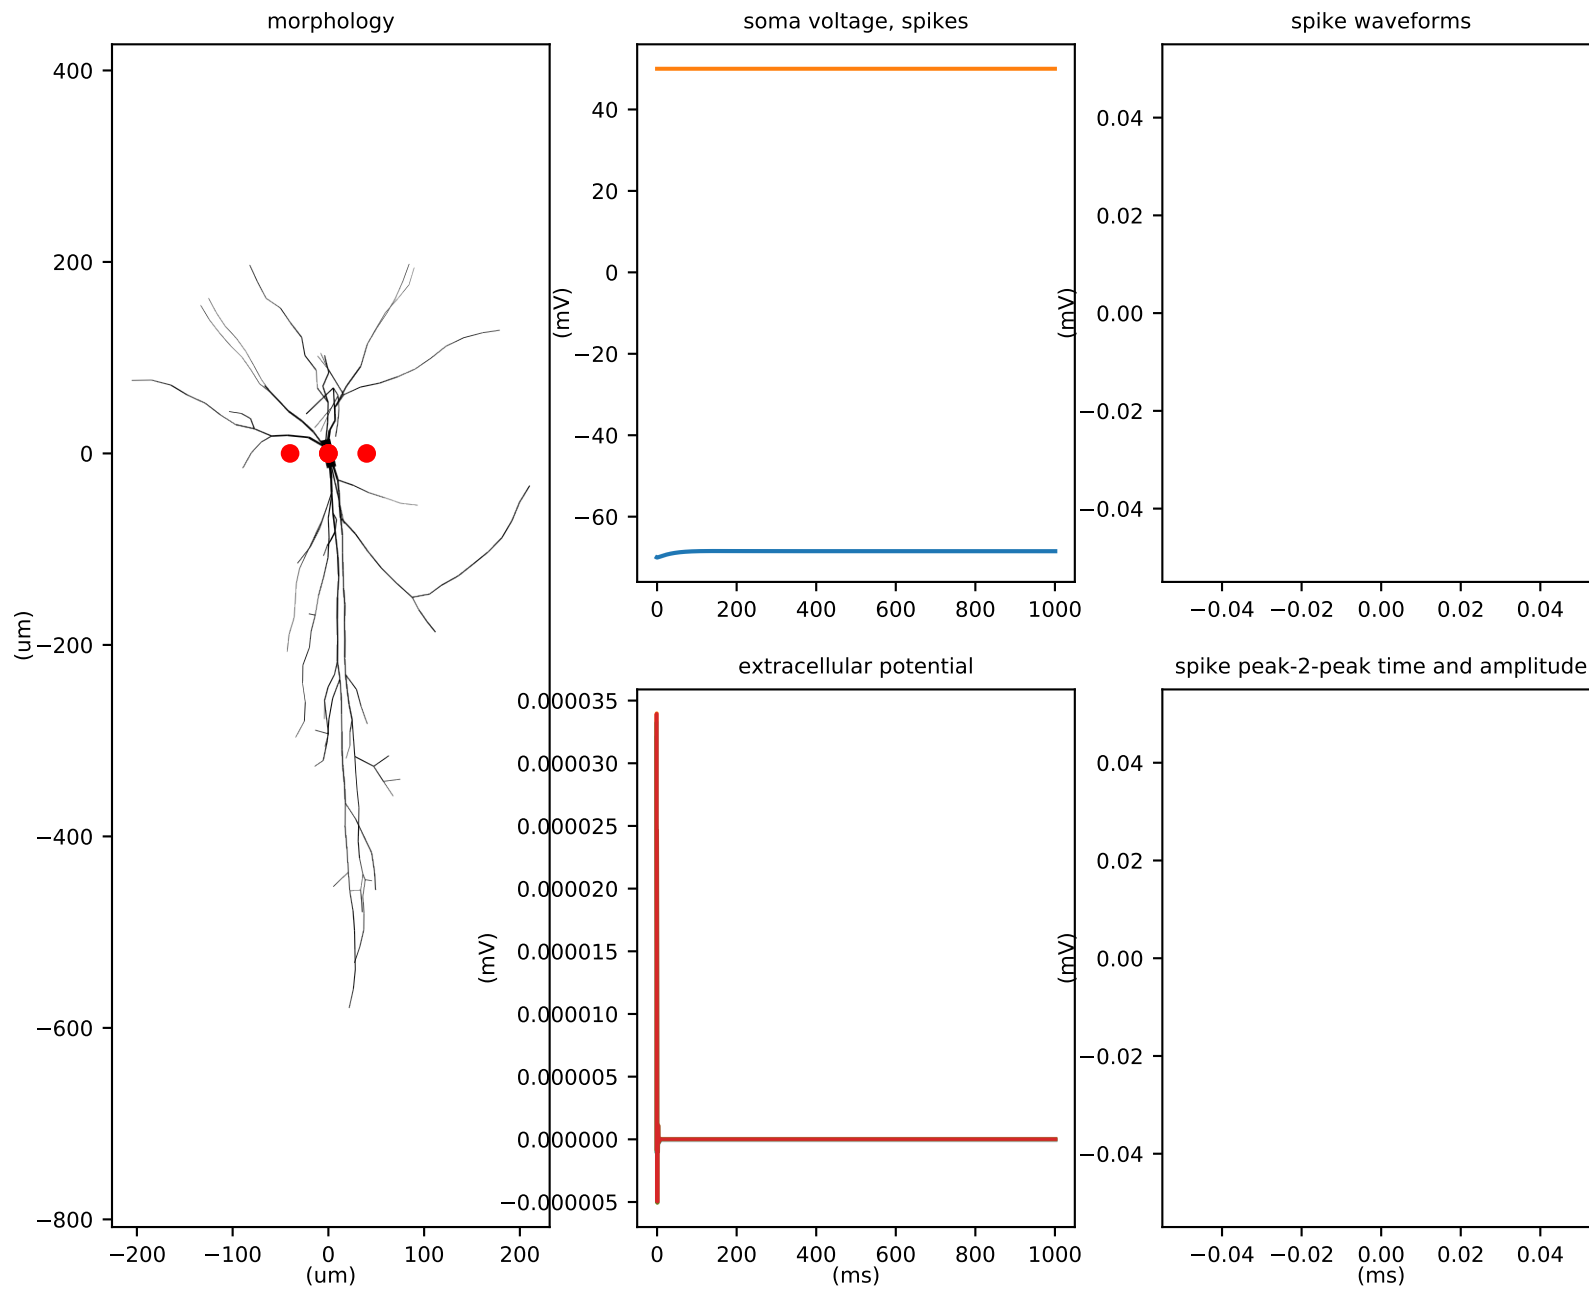 morphology
400
200
0
−200
−400
−600
−800
−200 −100 0 100 200
(um)
(um)
soma voltage, spikes
40
20
0
−20
−40
−60
0 200 400 600 800 1000
(mV)
spike waveforms
0.04
0.02
0.00
−0.02
−0.04
−0.04 −0.02 0.00 0.02 0.04
(mV)
extracellular potential
0.000035
0.000030
0.000025
0.000020
0.000015
0.000010
0.000005
0.000000
−0.000005
0 200 400 600 800 1000
(ms)
(mV)
spike peak-2-peak time and amplitude
0.04
0.02
0.00
−0.02
−0.04
−0.04 −0.02 0.00 0.02 0.04
(ms)
(mV)